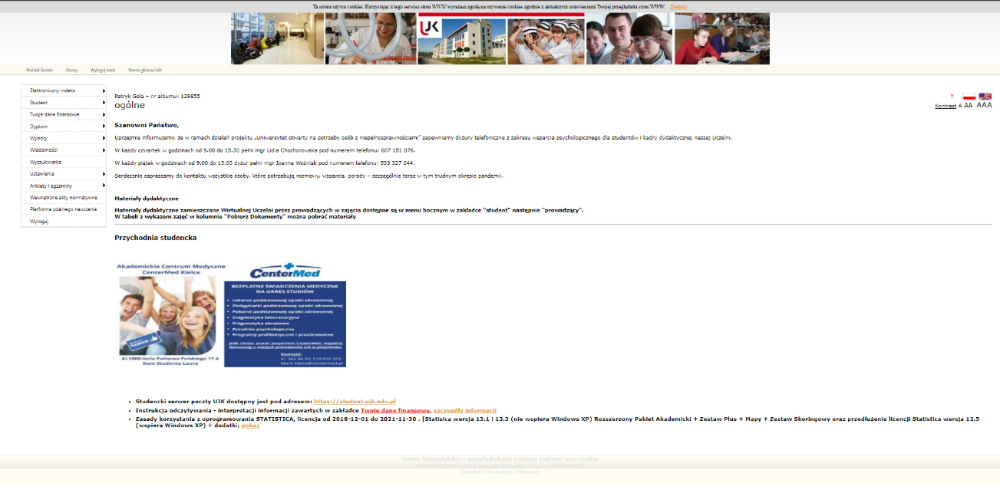 Ta strona używa cookies. Korzystając z tego serwisu stron WWW wyrażasz zgodę na używanie cookies zgodnie z aktualnymi ustawieniami Twojej przeglądarki stron WWW. Zamknij
UJK
Podział Godzin Oceny Wyloguj mnie Strona główna UJK
Elektroniczny indeks
Student
Twoje dane finansowe
Dyplom
Wybory
Wiadomości
Wyszukiwarka
Ustawienia
Ankiety i egzaminy
Wewnętrzne akty normatywne
Platforma zdalnego nauczania
Wyloguj
Patryk Gola – nr albumu: 129855
ogólne
?
Kontrast A AA AAA
Szanowni Państwo,
Uprzejmie informujemy, że w ramach działań projektu „Uniwersytet otwarty na potrzeby osób z niepełnosprawnościami" zapewniamy dyżury telefoniczne z zakresu wsparcia psychologicznego dla studentów i kadry dydaktycznej naszej Uczelni.
W każdy czwartek w godzinach od 9.00 do 15.30 pełni mgr Lidia Chochorowska pod numerem telefonu: 607 151 076.
W każdy piątek w godzinach od 9.00 do 13.00 dyżur pełni mgr Joanna Woźniak pod numerem telefonu: 533 327 044.
Serdecznie zapraszamy do kontaktu wszystkie osoby, które potrzebują rozmowy, wsparcia, porady – szczególnie teraz w tym trudnym okresie pandemii.
Materiały dydaktyczne
Materiały dydaktyczne zamieszczane Wirtualnej Uczelni przez prowadzących w zajęcia dostępne są w menu bocznym w zakładce "student" następnie "prowadzący".
W tabeli z wykazem zajęć w kolumnie "Pobierz Dokumenty" można pobrać materiały
Przychodnia studencka
Akademickie Centrum Medyczne
CenterMed Kielce
CenterMed
BEZPŁATNE ŚWIADCZENIA MEDYCZNE
NA OKRES STUDIÓW
• Lekarze podstawowej opieki zdrowotnej
• Pielęgniarki podstawowej opieki zdrowotnej
• Położne podstawowej opieki zdrowotnej
• Diagnostyka laboratoryjna
• Diagnostyka obrazowa
• Poradnia psychologiczna
• Programy profilaktyczne i prozdrowotne
Jeśli chcesz zostać pacjentem CenterMed, wypełnij
deklarację u naszych promotorów lub w przychodni.
Kontakt:
41 342 44 03; 519 652 379
biuro.kielce@centermed.pl
Al.1000-lecia Państwa Polskiego 17 A
Dom Studenta Laura
• Studencki serwer poczty UJK dostępny jest pod adresem: https://student.ujk.edu.pl
• Instrukcja odczytywania - interpretacji informacji zawartych w zakładce Twoje dane finansowe, szczegóły informacji
• Zasady korzystania z oprogramowania STATISTICA, licencja od 2018-12-01 do 2021-11-30 . [Statisica wersja 13.1 i 13.3 (nie wspiera Windows XP) Rozszerzony Pakiet Akademicki + Zestaw Plus + Mapy + Zestaw Skoringowy oraz przedłużenie licencji Statistica wersja 12.5
(wspiera Windows XP) + dodatki; pokaż
Serwis kompatybilny z przeglądarkami Internet Explorer oraz Firefox
Ośrodek Informatyki i Promocji